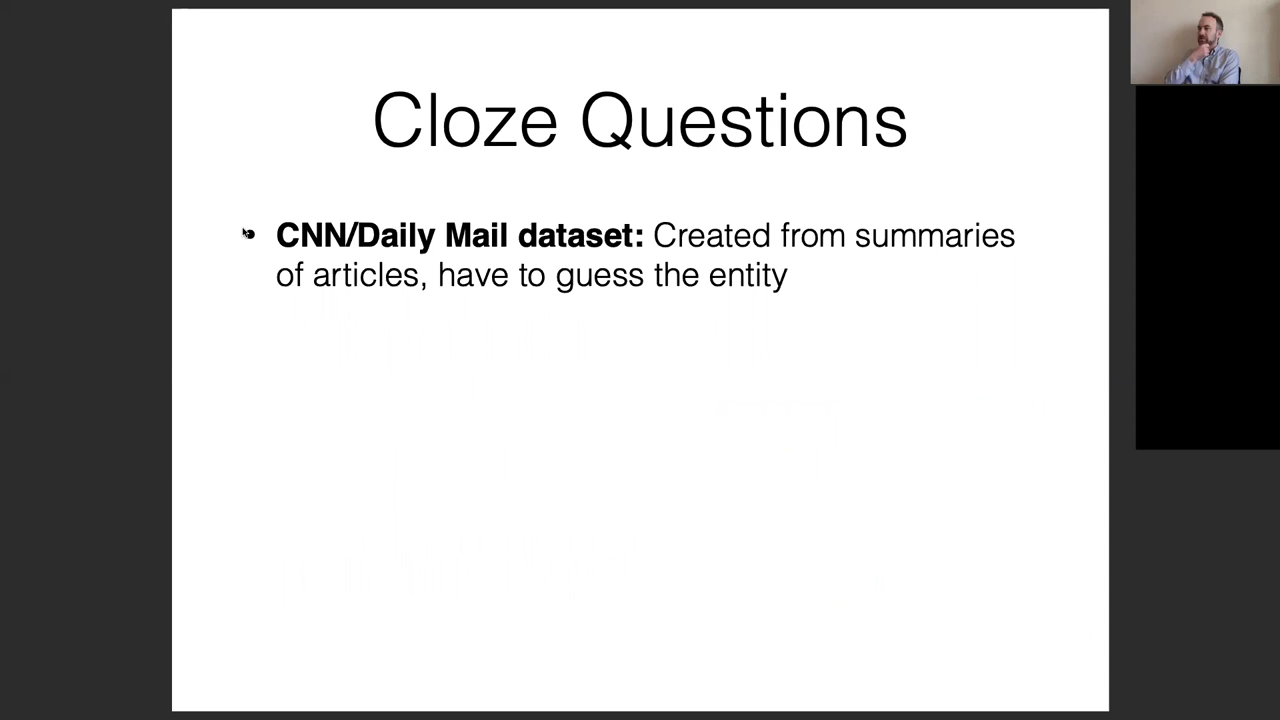 Cloze Questions
• CNN/Daily Mail dataset: Created from summaries
of articles, have to guess the entity